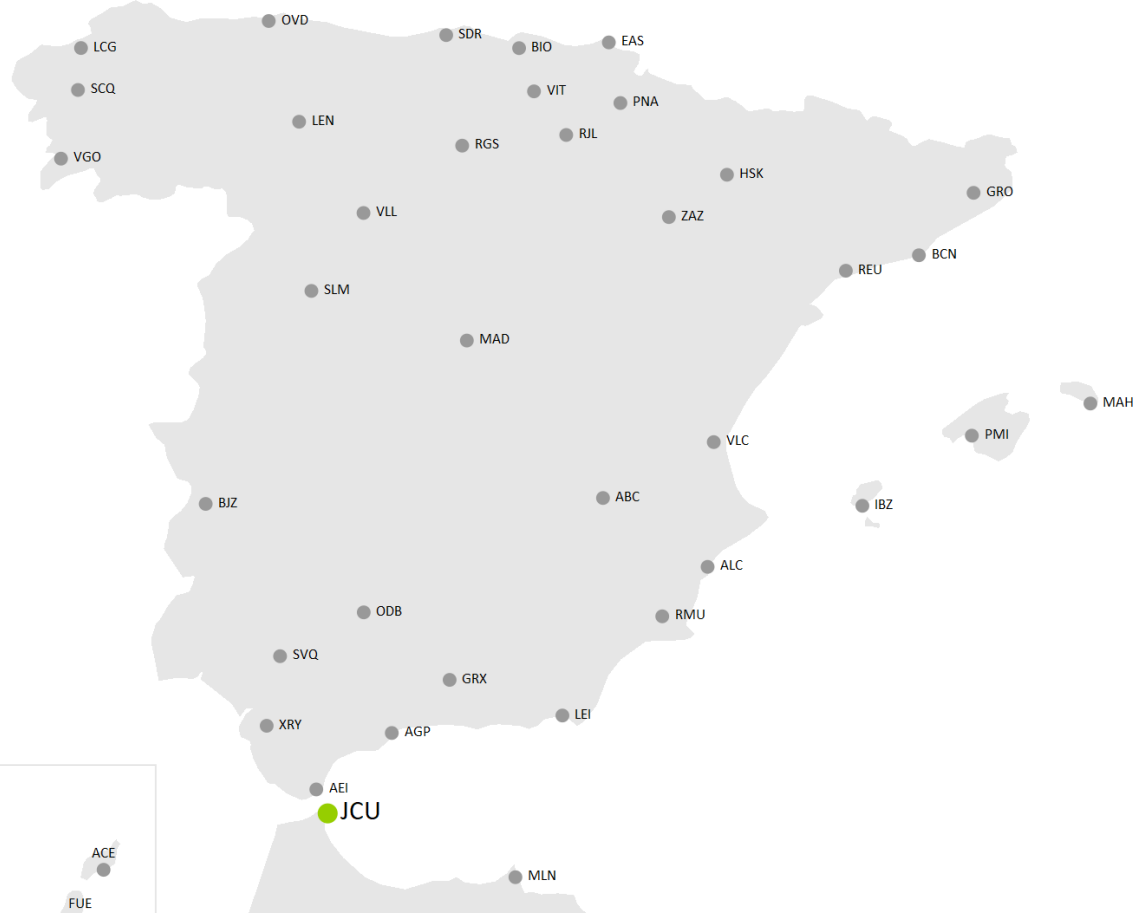 OVD
SDR
EAS
LCG
BIO
SCQ
VIT
PNA
LEN
RJL
RGS
VGO
HSK
GRO
VLL
ZAZ
BCN
REU
SLM
MAD
MAH
PMI
VLC
ABC
BJZ
IBZ
ALC
ODB
RMU
SVQ
GRX
LEI
XRY
AGP
AEI
JCU
ACE
MLN
FUE